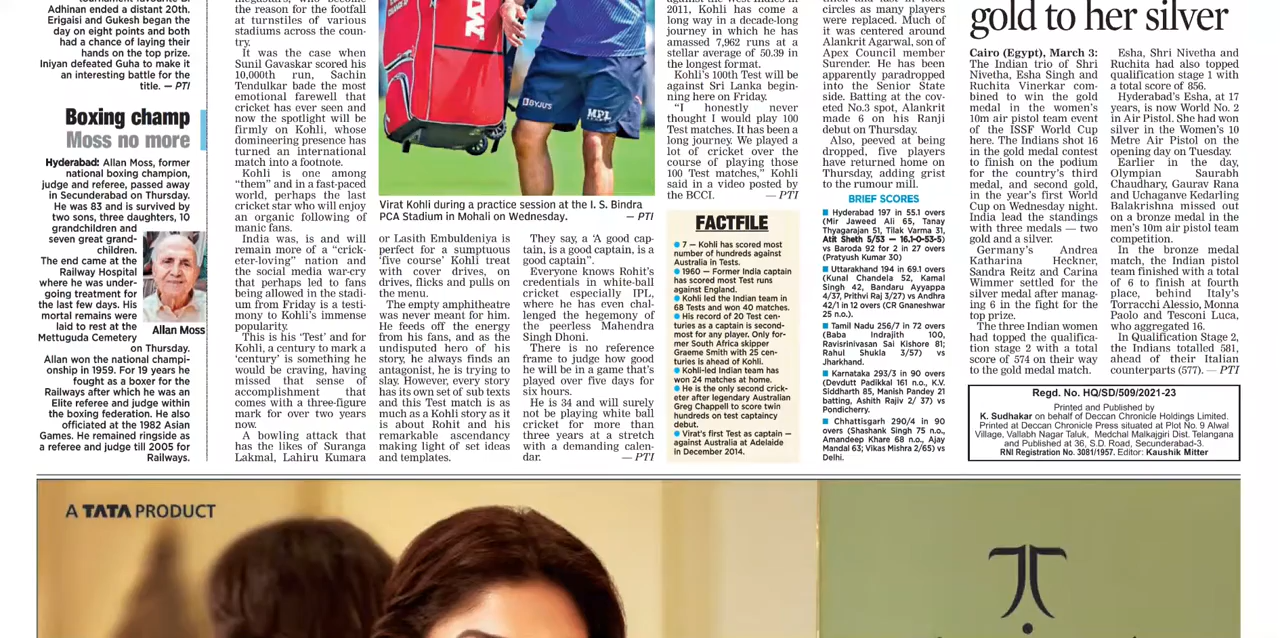 Adhinan ended a distant 20th.
Erigaisi and Gukesh began the
day on eight points and both
had a chance of laying their
hands on the top prize.
Iniyan defeated Guha to make it
an interesting battle for the
title. — PTI
Boxing champ
Moss no more
Hyderabad: Allan Moss, former
national boxing champion,
judge and referee, passed away
in Secunderabad on Thursday.
He was 83 and is survived by
two sons, three daughters, 10
grandchildren and
seven great grand-
children.
The end came at the
Railway Hospital
where he was under-
going treatment for
the last few days. His
mortal remains were
laid to rest at the
Mettuguda Cemetery
on Thursday.
Allan won the national champi-
onship in 1959. For 19 years he
fought as a boxer for the
Railways after which he was an
Elite referee and judge within
the boxing federation. He also
officiated at the 1982 Asian
Games. He remained ringside as
a referee and judge till 2005 for
Railways.
Allan Moss
the reason for the footfall
at turnstiles of various
stadiums across the coun-
try.
It was the case when
Sunil Gavaskar scored his
10,000th run, Sachin
Tendulkar bade the most
emotional farewell that
cricket has ever seen and
now the spotlight will be
firmly on Kohli, whose
domineering presence has
turned an international
match into a footnote.
Kohli is one among
“them” and in a fast-paced
world, perhaps the last
cricket star who will enjoy
an organic following of
manic fans.
India was, is and will
remain more of a “crick-
eter-loving” nation and
the social media war-cry
that perhaps led to fans
being allowed in the stadi-
um from Friday is a testi-
mony to Kohli's immense
popularity.
This is his ‘Test’ and for
Kohli, a century to mark a
‘century’ is something he
would be craving, having
missed that sense of
accomplishment that
comes with a three-figure
mark for over two years
now.
A bowling attack that
has the likes of Suranga
Lakmal, Lahiru Kumara
BYJU'S
MPL
Virat Kohli during a practice session at the I. S. Bindra
PCA Stadium in Mohali on Wednesday. — PTI
or Lasith Embuldeniya is
perfect for a sumptuous
‘five course’ Kohli treat
with cover drives, on
drives, flicks and pulls on
the menu.
The empty amphitheatre
was never meant for him.
He feeds off the energy
from his fans, and as the
undisputed hero of his
story, he always finds an
antagonist, he is trying to
slay. However, every story
has its own set of sub texts
and this Test match is as
much as a Kohli story as it
is about Rohit and his
remarkable ascendancy
making light of set ideas
and templates.
They say, a ‘A good cap-
tain, is a good captain, is a
good captain”.
Everyone knows Rohit's
credentials in white-ball
cricket especially IPL,
where he has even chal-
lenged the hegemony of
the peerless Mahendra
Singh Dhoni.
There is no reference
frame to judge how good
he will be in a game that's
played over five days for
six hours.
He is 34 and will surely
not be playing white ball
cricket for more than
three years at a stretch
with a demanding calen-
dar. — PTI
2011, Kohli has come a
long way in a decade-long
journey in which he has
amassed 7,962 runs at a
stellar average of 50.39 in
the longest format.
Kohli's 100th Test will be
against Sri Lanka begin-
ning here on Friday.
“I honestly never
thought I would play 100
Test matches. It has been a
long journey. We played a
lot of cricket over the
course of playing those
100 Test matches,” Kohli
said in a video posted by
the BCCI. — PTI
FACTFILE
7 — Kohli has scored most
number of hundreds against
Australia in Tests.
1960 — Former India captain
has scored most Test runs
against England.
Kohli led the Indian team in
68 Tests and won 40 matches.
His record of 20 Test cen-
turies as a captain is second-
most for any player. Only for-
mer South Africa skipper
Graeme Smith with 25 cen-
turies is ahead of Kohli.
Kohli-led Indian team has
won 24 matches at home.
He is the only second crick-
eter after legendary Australian
Greg Chappell to score twin
hundreds on test captaincy
debut.
Virat's first Test as captain —
against Australia at Adelaide
in December 2014.
circles as many players
were replaced. Much of
it was centered around
Alankrit Agarwal, son of
Apex Council member
Surender. He has been
apparently paradropped
into the Senior State
side. Batting at the cov-
eted No.3 spot, Alankrit
made 6 on his Ranji
debut on Thursday.
Also, peeved at being
dropped, five players
have returned home on
Thursday, adding grist
to the rumour mill.
BRIEF SCORES
Hyderabad 197 in 55.1 overs
(Mir Jaweed Ali 65, Tanay
Thyagarajan 51, Tilak Varma 31,
Atit Sheth 5/53 — 16.1-0-53-5)
vs Baroda 92 for 2 in 27 overs
(Pratyush Kumar 30)
Uttarakhand 194 in 69.1 overs
(Kunal Chandela 52, Kamal
Singh 42, Bandaru Ayyappa
4/37, Prithvi Raj 3/27) vs Andhra
42/1 in 12 overs (CR Gnaneshwar
25 n.o.).
Tamil Nadu 256/7 in 72 overs
(Baba Indrajith 100,
Ravisrinivasan Sai Kishore 81;
Rahul Shukla 3/57) vs
Jharkhand.
Karnataka 293/3 in 90 overs
(Devdutt Padikkal 161 n.o., K.V.
Siddharth 85, Manish Pandey 21
batting, Ashith Rajiv 2/ 37) vs
Pondicherry.
Chhattisgarh 290/4 in 90
overs (Shashank Singh 75 n.o.,
Amandeep Khare 68 n.o., Ajay
Mandal 63; Vikas Mishra 2/65) vs
Delhi.
gold to her silver
Cairo (Egypt), March 3:
The Indian trio of Shri
Nivetha, Esha Singh and
Ruchita Vinerkar com-
bined to win the gold
medal in the women's
10m air pistol team event
of the ISSF World Cup
here. The Indians shot 16
in the gold medal contest
to finish on the podium
for the country's third
medal, and second gold,
in the year's first World
Cup on Wednesday night.
India lead the standings
with three medals — two
gold and a silver.
Germany's Andrea
Katharina Heckner,
Sandra Reitz and Carina
Wimmer settled for the
silver medal after manag-
ing 6 in the fight for the
top prize.
The three Indian women
had topped the qualifica-
tion stage 2 with a total
score of 574 on their way
to the gold medal match.
Esha, Shri Nivetha and
Ruchita had also topped
qualification stage 1 with
a total score of 856.
Hyderabad's Esha, at 17
years, is now World No. 2
in Air Pistol. She had won
silver in the Women's 10
Metre Air Pistol on the
opening day on Tuesday.
Earlier in the day,
Olympian Saurabh
Chaudhary, Gaurav Rana
and Uchaganve Kedarling
Balakrishna missed out
on a bronze medal in the
men's 10m air pistol team
competition.
In the bronze medal
match, the Indian pistol
team finished with a total
of 6 to finish at fourth
place, behind Italy's
Torracchi Alessio, Monna
Paolo and Tesconi Luca,
who aggregated 16.
In Qualification Stage 2,
the Indians totalled 581,
ahead of their Italian
counterparts (577). — PTI
Regd. No. HQ/SD/509/2021-23
Printed and Published by
K. Sudhakar on behalf of Deccan Chronicle Holdings Limited.
Printed at Deccan Chronicle Press situated at Plot No. 9 Alwal
Village, Vallabh Nagar Taluk, Medchal Malkajgiri Dist. Telangana
and Published at 36, S.D. Road, Secunderabad-3.
RNI Registration No. 3081/1957. Editor: Kaushik Mitter
A TATA PRODUCT